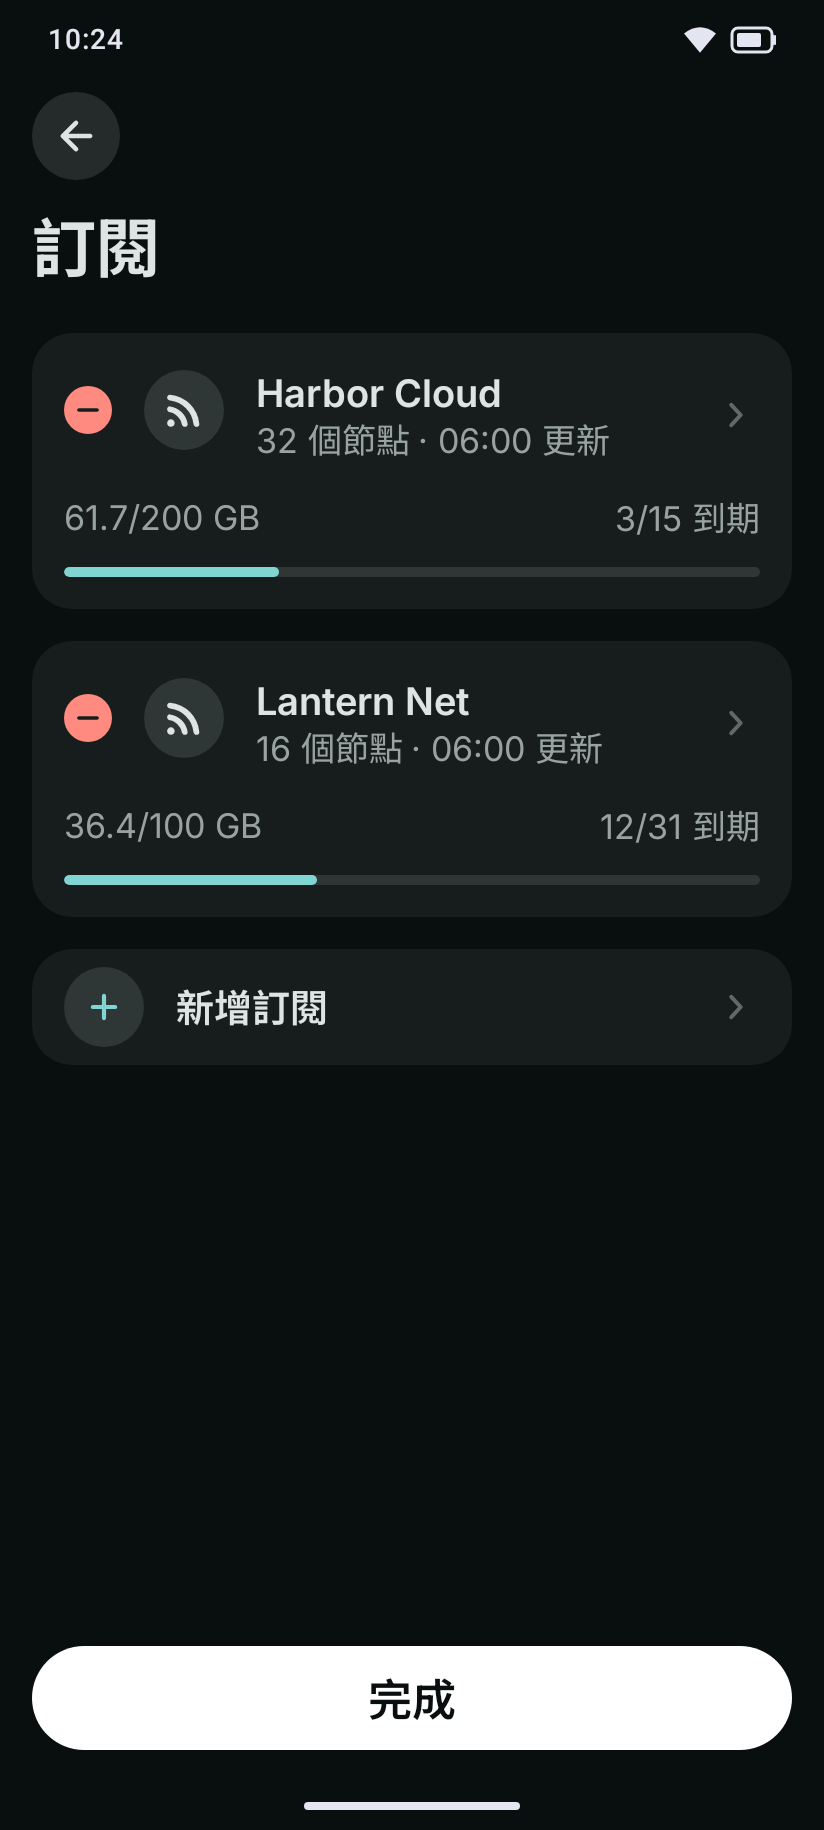 10:24
訂閱
Harbor Cloud
32 個節點 · 06:00 更新
61.7/200 GB
3/15 到期
Lantern Net
16 個節點 · 06:00 更新
36.4/100 GB
12/31 到期
新增訂閱
完成